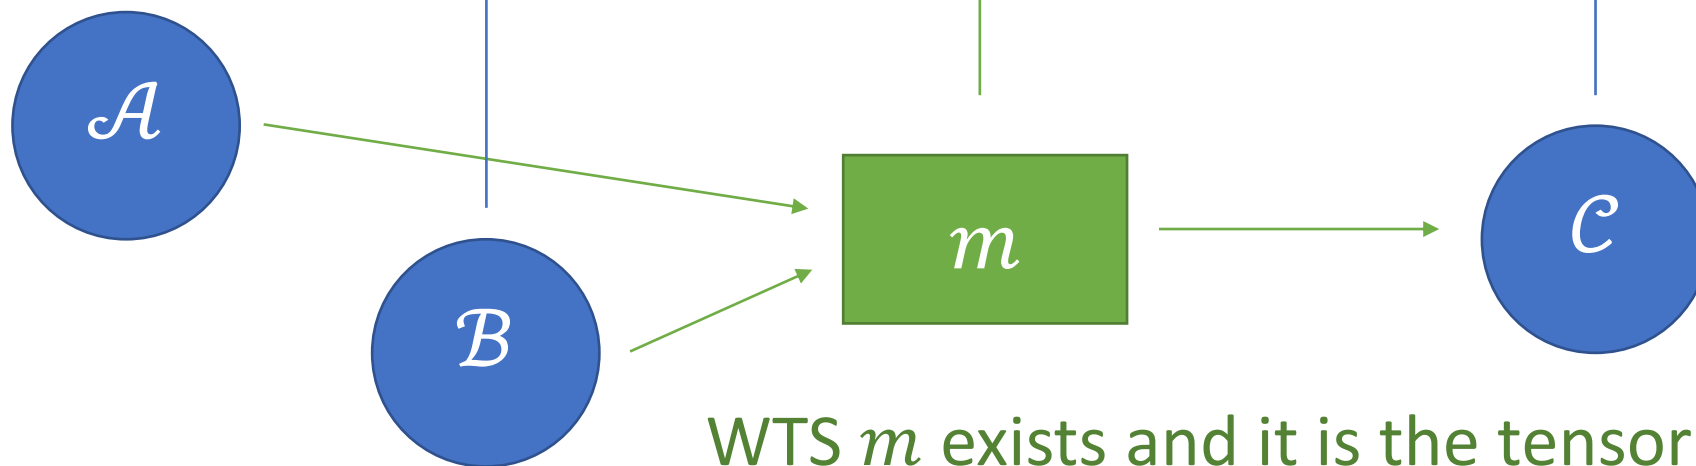 𝒜
ℬ
𝑚
𝒞
WTS 𝑚 exists and it is the tensor